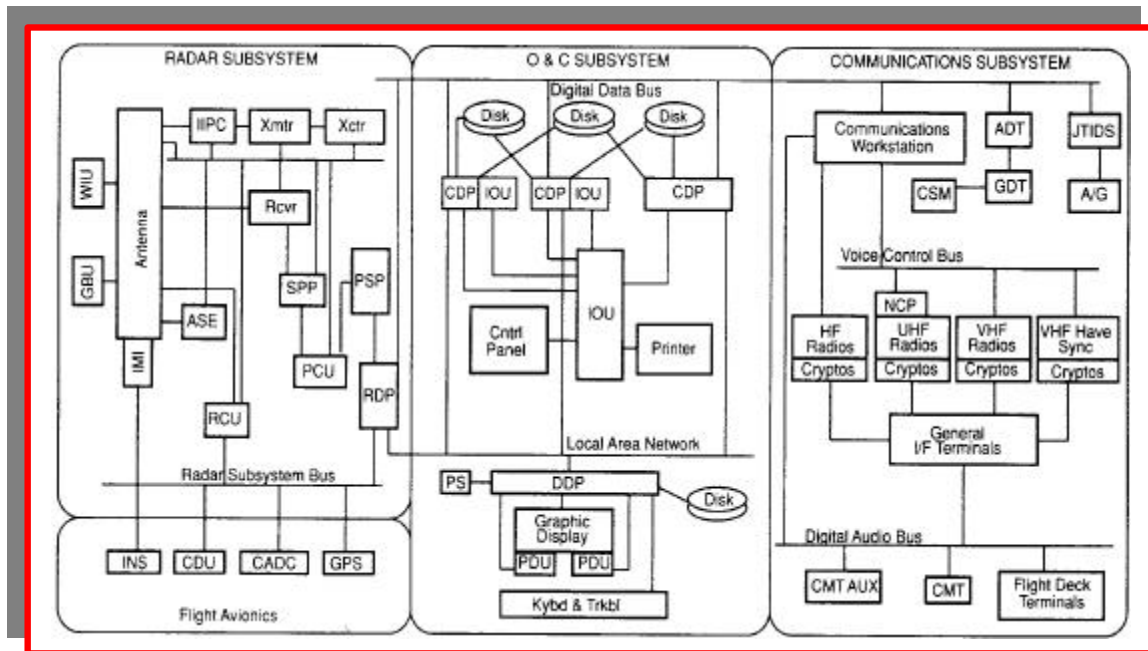 RADAR SUBSYSTEM
O & C SUBSYSTEM
COMMUNICATIONS SUBSYSTEM
Digital Data Bus
IIPC
Xmtr
Xctr
Disk
Disk
Disk
Communications
Workstation
ADT
JTIDS
WIU
Antenna
Rcvr
CDP
IOU
CDP
IOU
CDP
CSM
GDT
A/G
GBU
SPP
PSP
Voice Control Bus
ASE
IOU
NCP
IMI
PCU
RDP
Cntrl
Panel
Printer
HF
Radios
Cryptos
UHF
Radios
Cryptos
VHF
Radios
Cryptos
VHF Have
Sync
Cryptos
RCU
Local Area Network
General
I/F Terminals
Radar Subsystem Bus
PS
DDP
Disk
Graphic
Display
PDU
PDU
Digital Audio Bus
INS
CDU
CADC
GPS
Kybd & Trkbl
CMT AUX
CMT
Flight Deck
Terminals
Flight Avionics